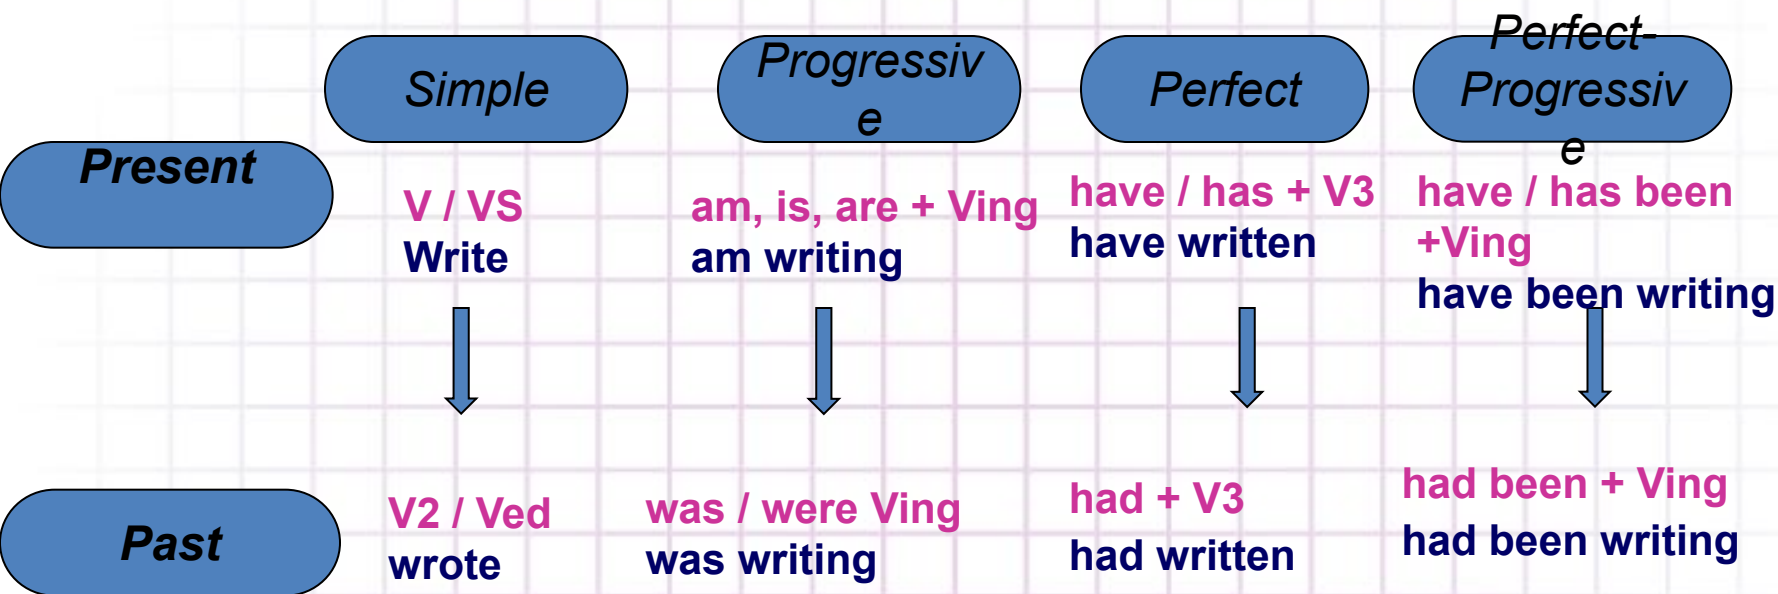 Simple
Progressiv
e
Perfect
Perfect-
Progressiv
e
Present
V / VS
Write
am, is, are + Ving
am writing
have / has + V3
have written
have / has been
+Ving
have been writing
Past
V2 / Ved
wrote
was / were Ving
was writing
had + V3
had written
had been + Ving
had been writing